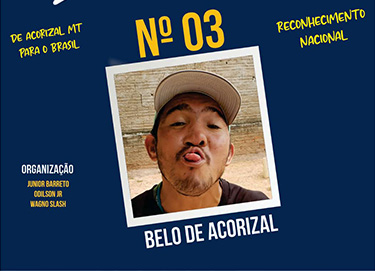 DE ACORIZAL MT
PARA O BRASIL
Nº 03
RECONHECIMENTO
NACIONAL
ORGANIZAÇÃO
JUNIOR BARRETO
ODILSON JR
WAGNO SLASH
BELO DE ACORIZAL